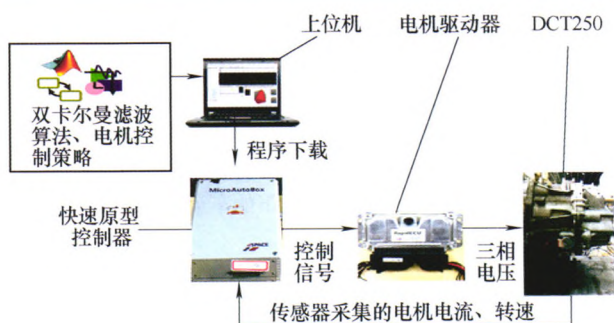 上位机
电机驱动器
DCT250
双卡尔曼滤波
算法、电机控
制策略
程序下载
MicroAutoBox
快速原型
控制器
控制
信号
三相
电压
传感器采集的电机电流、转速